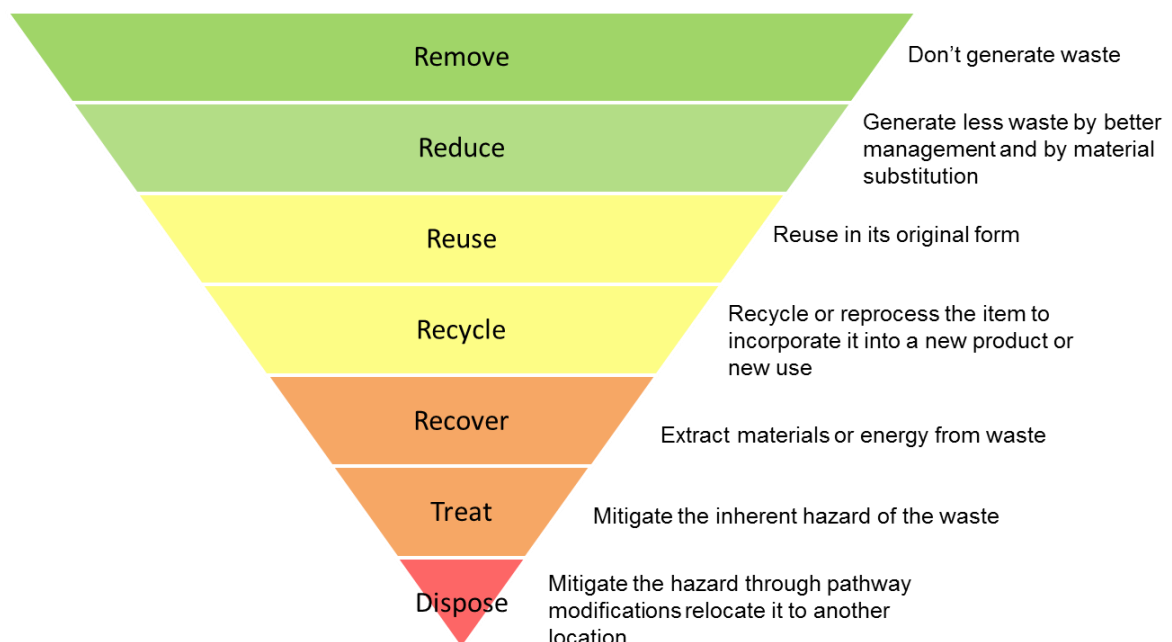 Remove
Don't generate waste
Reduce
Generate less waste by better
management and by material
substitution
Reuse
Reuse in its original form
Recycle
Recycle or reprocess the item to
incorporate it into a new product or
new use
Recover
Extract materials or energy from waste
Treat
Mitigate the inherent hazard of the waste
Dispose
Mitigate the hazard through pathway
modifications relocate it to another
location